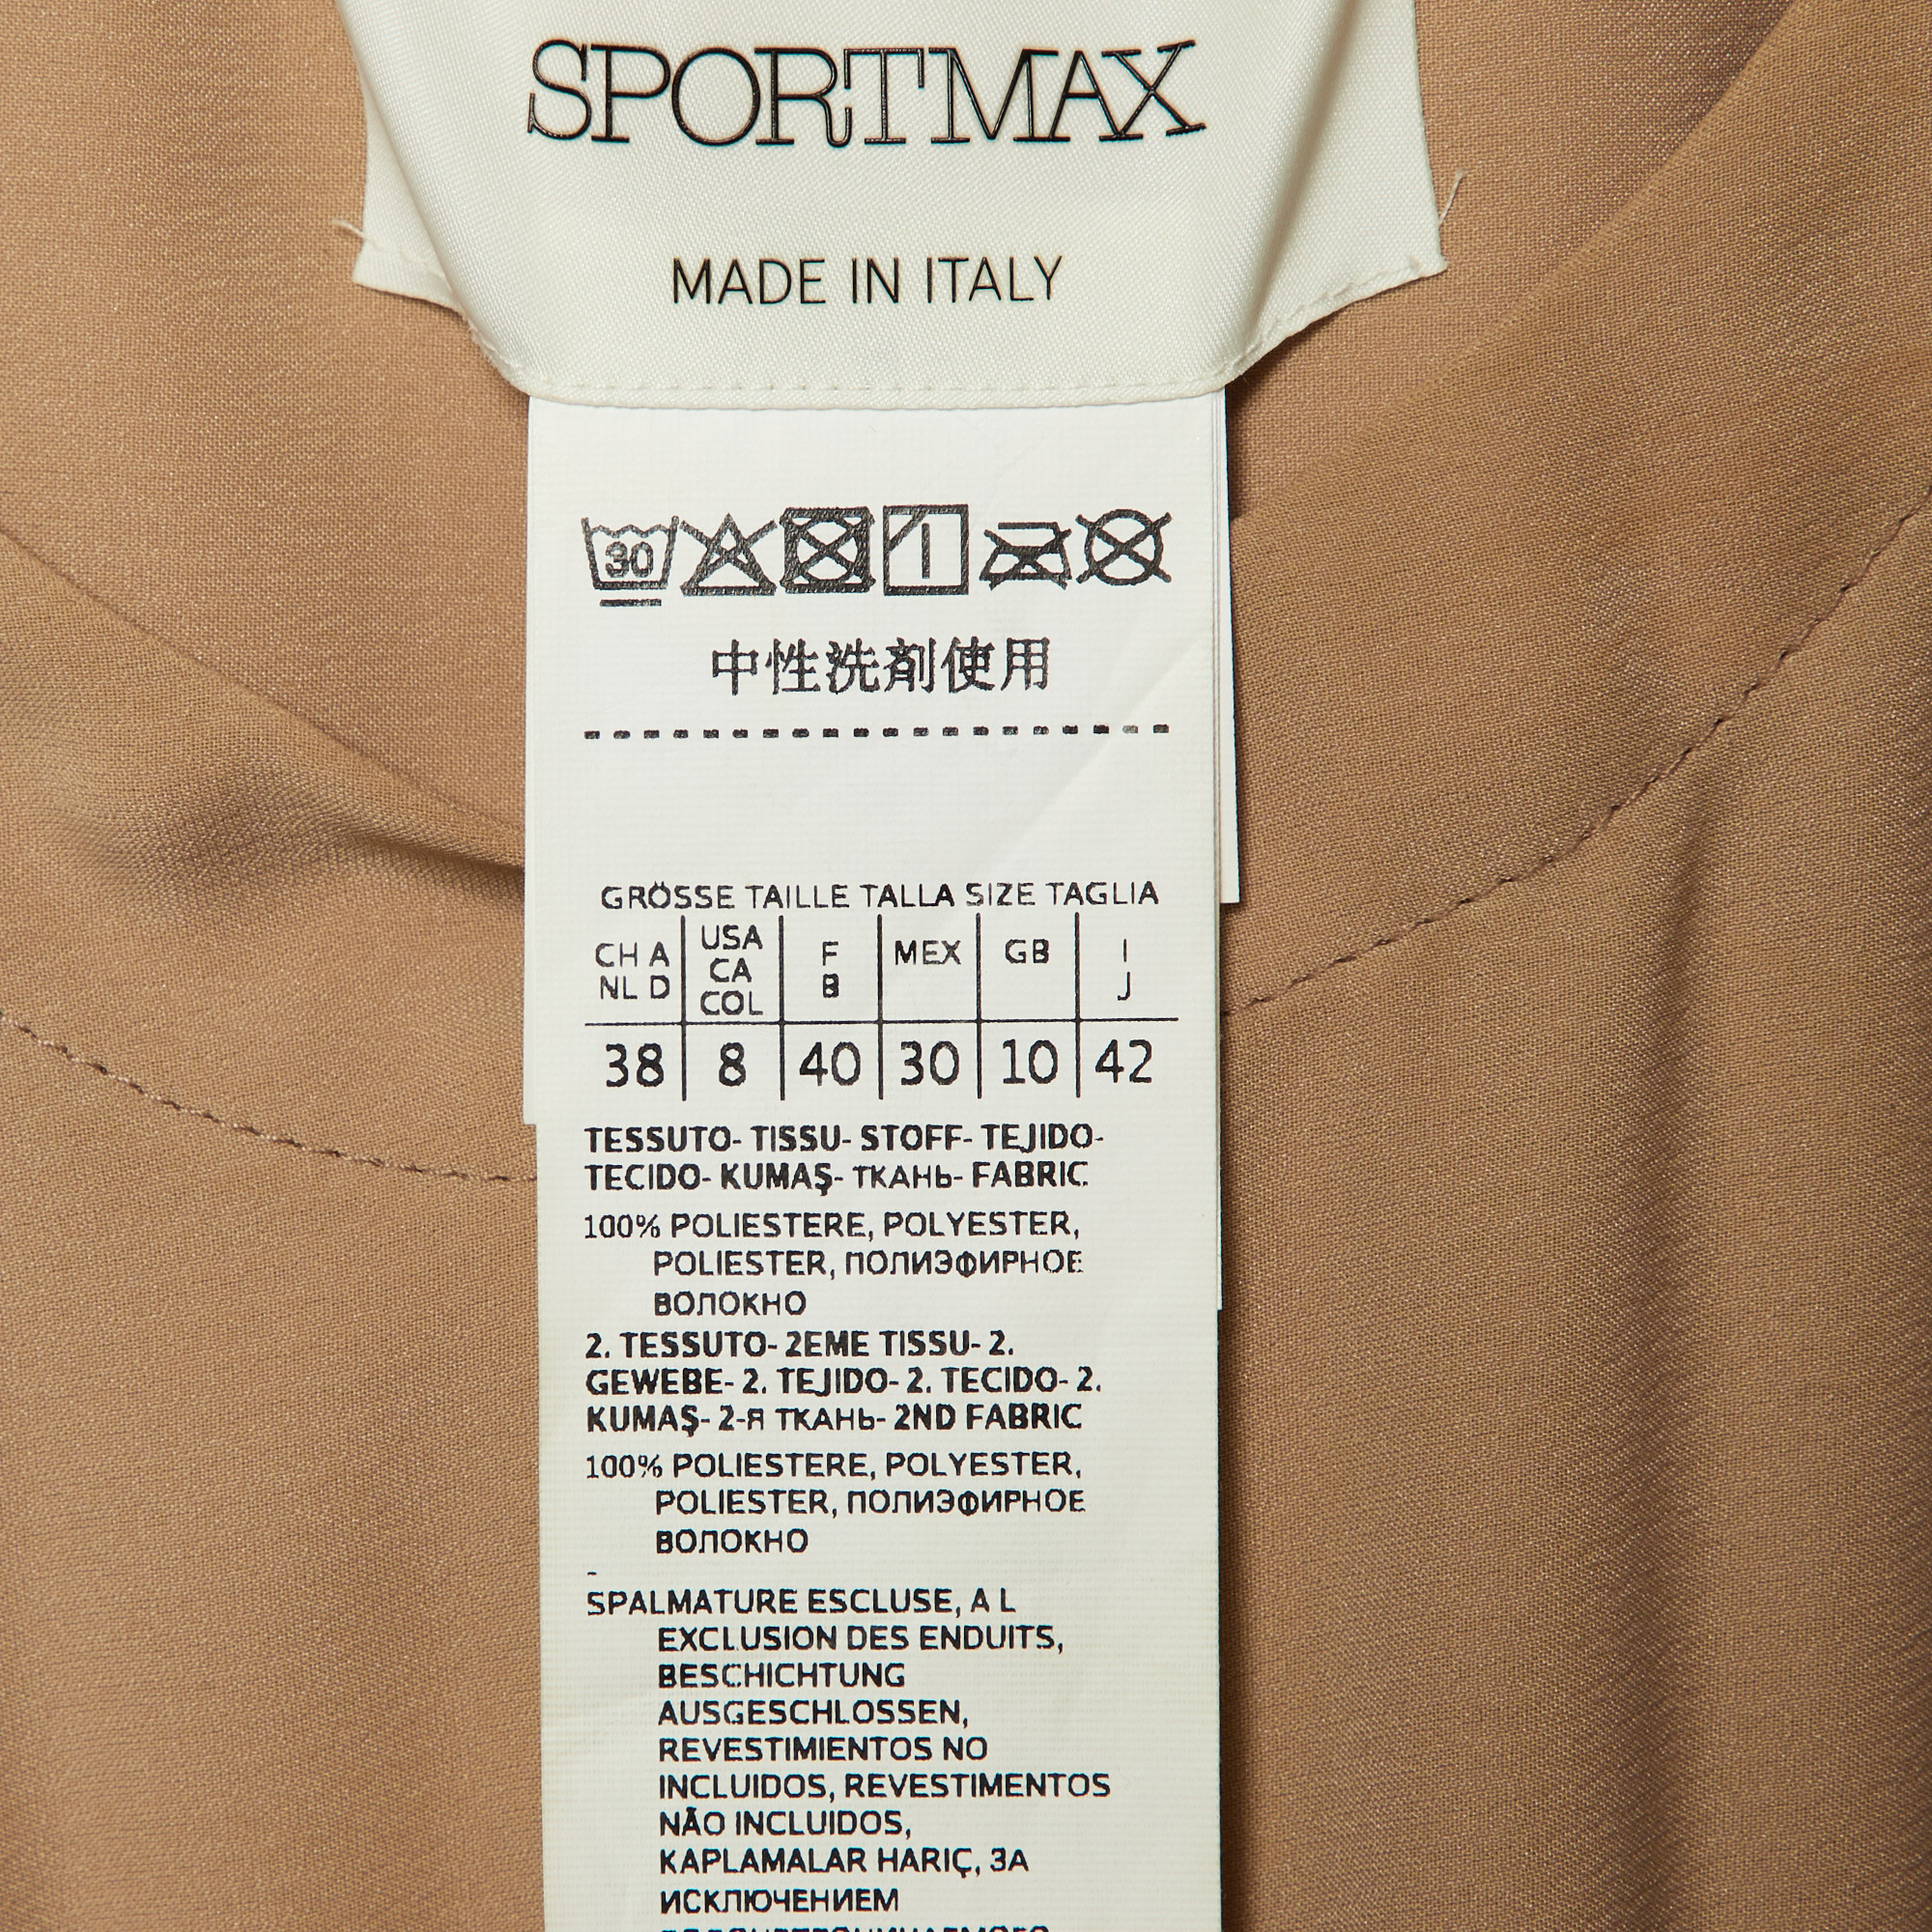 SPORTMAX
MADE IN ITALY
30
中性洗剤使用
GRÖSSE TAILLE TALLA SIZE TAGLIA
CH A NL D USA CA COL F B MEX GB I J
38 8 40 30 10 42
TESSUTO- TISSU- STOFF- TEJIDO-
TECIDO- KUMAŞ- ТКАНЬ- FABRIC
100% POLIESTERE, POLYESTER,
POLIESTER, ПОЛИЭФИРНОЕ
ВОЛОКНО
2. TESSUTO- 2EME TISSU- 2.
GEWEBE- 2. TEJIDO- 2. TECIDO- 2.
KUMAŞ- 2-Я ТКАНЬ- 2ND FABRIC
100% POLIESTERE, POLYESTER,
POLIESTER, ПОЛИЭФИРНОЕ
ВОЛОКНО
-
SPALMATURE ESCLUSE, A L
EXCLUSION DES ENDUITS,
BESCHICHTUNG
AUSGESCHLOSSEN,
REVESTIMIENTOS NO
INCLUIDOS, REVESTIMENTOS
NÃO INCLUIDOS,
KAPLAMALAR HARIÇ, ЗА
ИСКЛЮЧЕНИЕМ